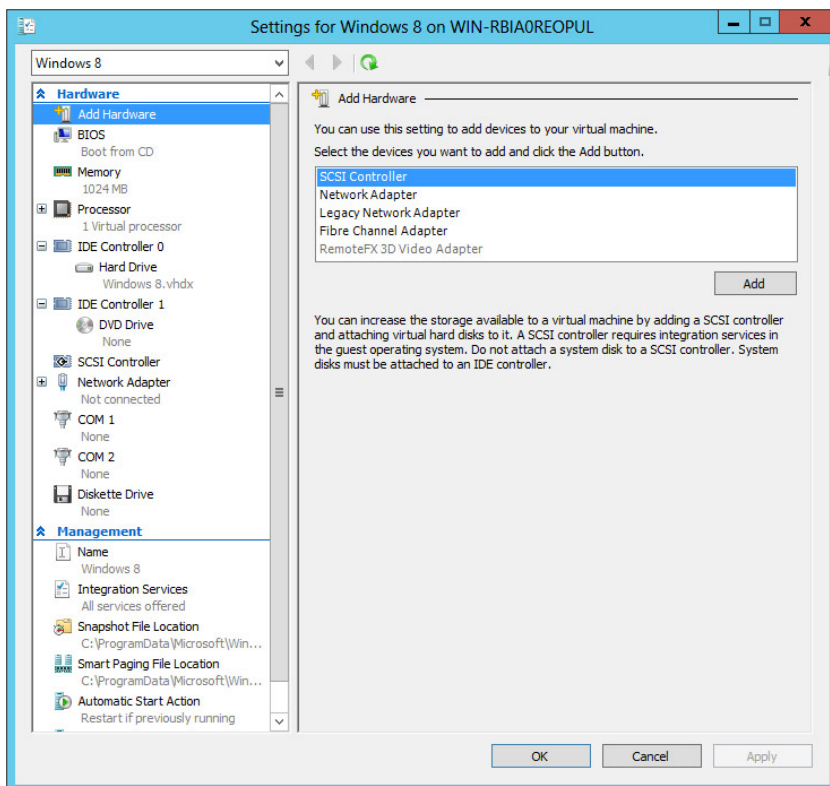 Settings for Windows 8 on WIN-RBIA0REOPUL
Windows 8
Hardware
Add Hardware
BIOS
Boot from CD
Memory
1024 MB
Processor
1 Virtual processor
IDE Controller 0
Hard Drive
Windows 8.vhdx
IDE Controller 1
DVD Drive
None
SCSI Controller
Network Adapter
Not connected
COM 1
None
COM 2
None
Diskette Drive
None
Management
Name
Windows 8
Integration Services
All services offered
Snapshot File Location
C:\ProgramData\Microsoft\Win...
Smart Paging File Location
C:\ProgramData\Microsoft\Win...
Automatic Start Action
Restart if previously running
Add Hardware
You can use this setting to add devices to your virtual machine.
Select the devices you want to add and click the Add button.
SCSI Controller
Network Adapter
Legacy Network Adapter
Fibre Channel Adapter
RemoteFX 3D Video Adapter
Add
You can increase the storage available to a virtual machine by adding a SCSI controller
and attaching virtual hard disks to it. A SCSI controller requires integration services in
the guest operating system. Do not attach a system disk to a SCSI controller. System
disks must be attached to an IDE controller.
OK
Cancel
Apply